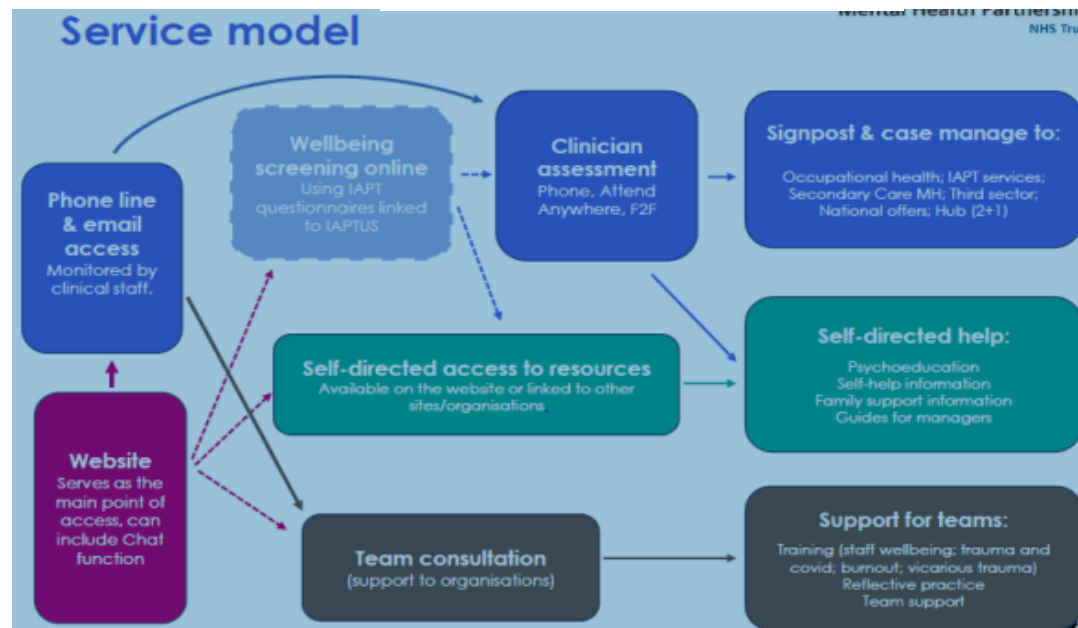 Mental Health Partnership
NHS Tru
Service model
Wellbeing
screening online
Using IAPT
questionnaires linked
to IAPTUS
Clinician
assessment
Phone, Attend
Anywhere, F2F
Signpost & case manage to:
Occupational health; IAPT services;
Secondary Care MH; Third sector;
National offers; Hub (2+1)
Phone line
& email
access
Monitored by
clinical staff.
Self-directed access to resources
Available on the website or linked to other
sites/organisations.
Self-directed help:
Psychoeducation
Self-help information
Family support information
Guides for managers
Website
Serves as the
main point of
access, can
include Chat
function
Team consultation
(support to organisations)
Support for teams:
Training (staff wellbeing; trauma and
covid; burnout; vicarious trauma)
Reflective practice
Team support